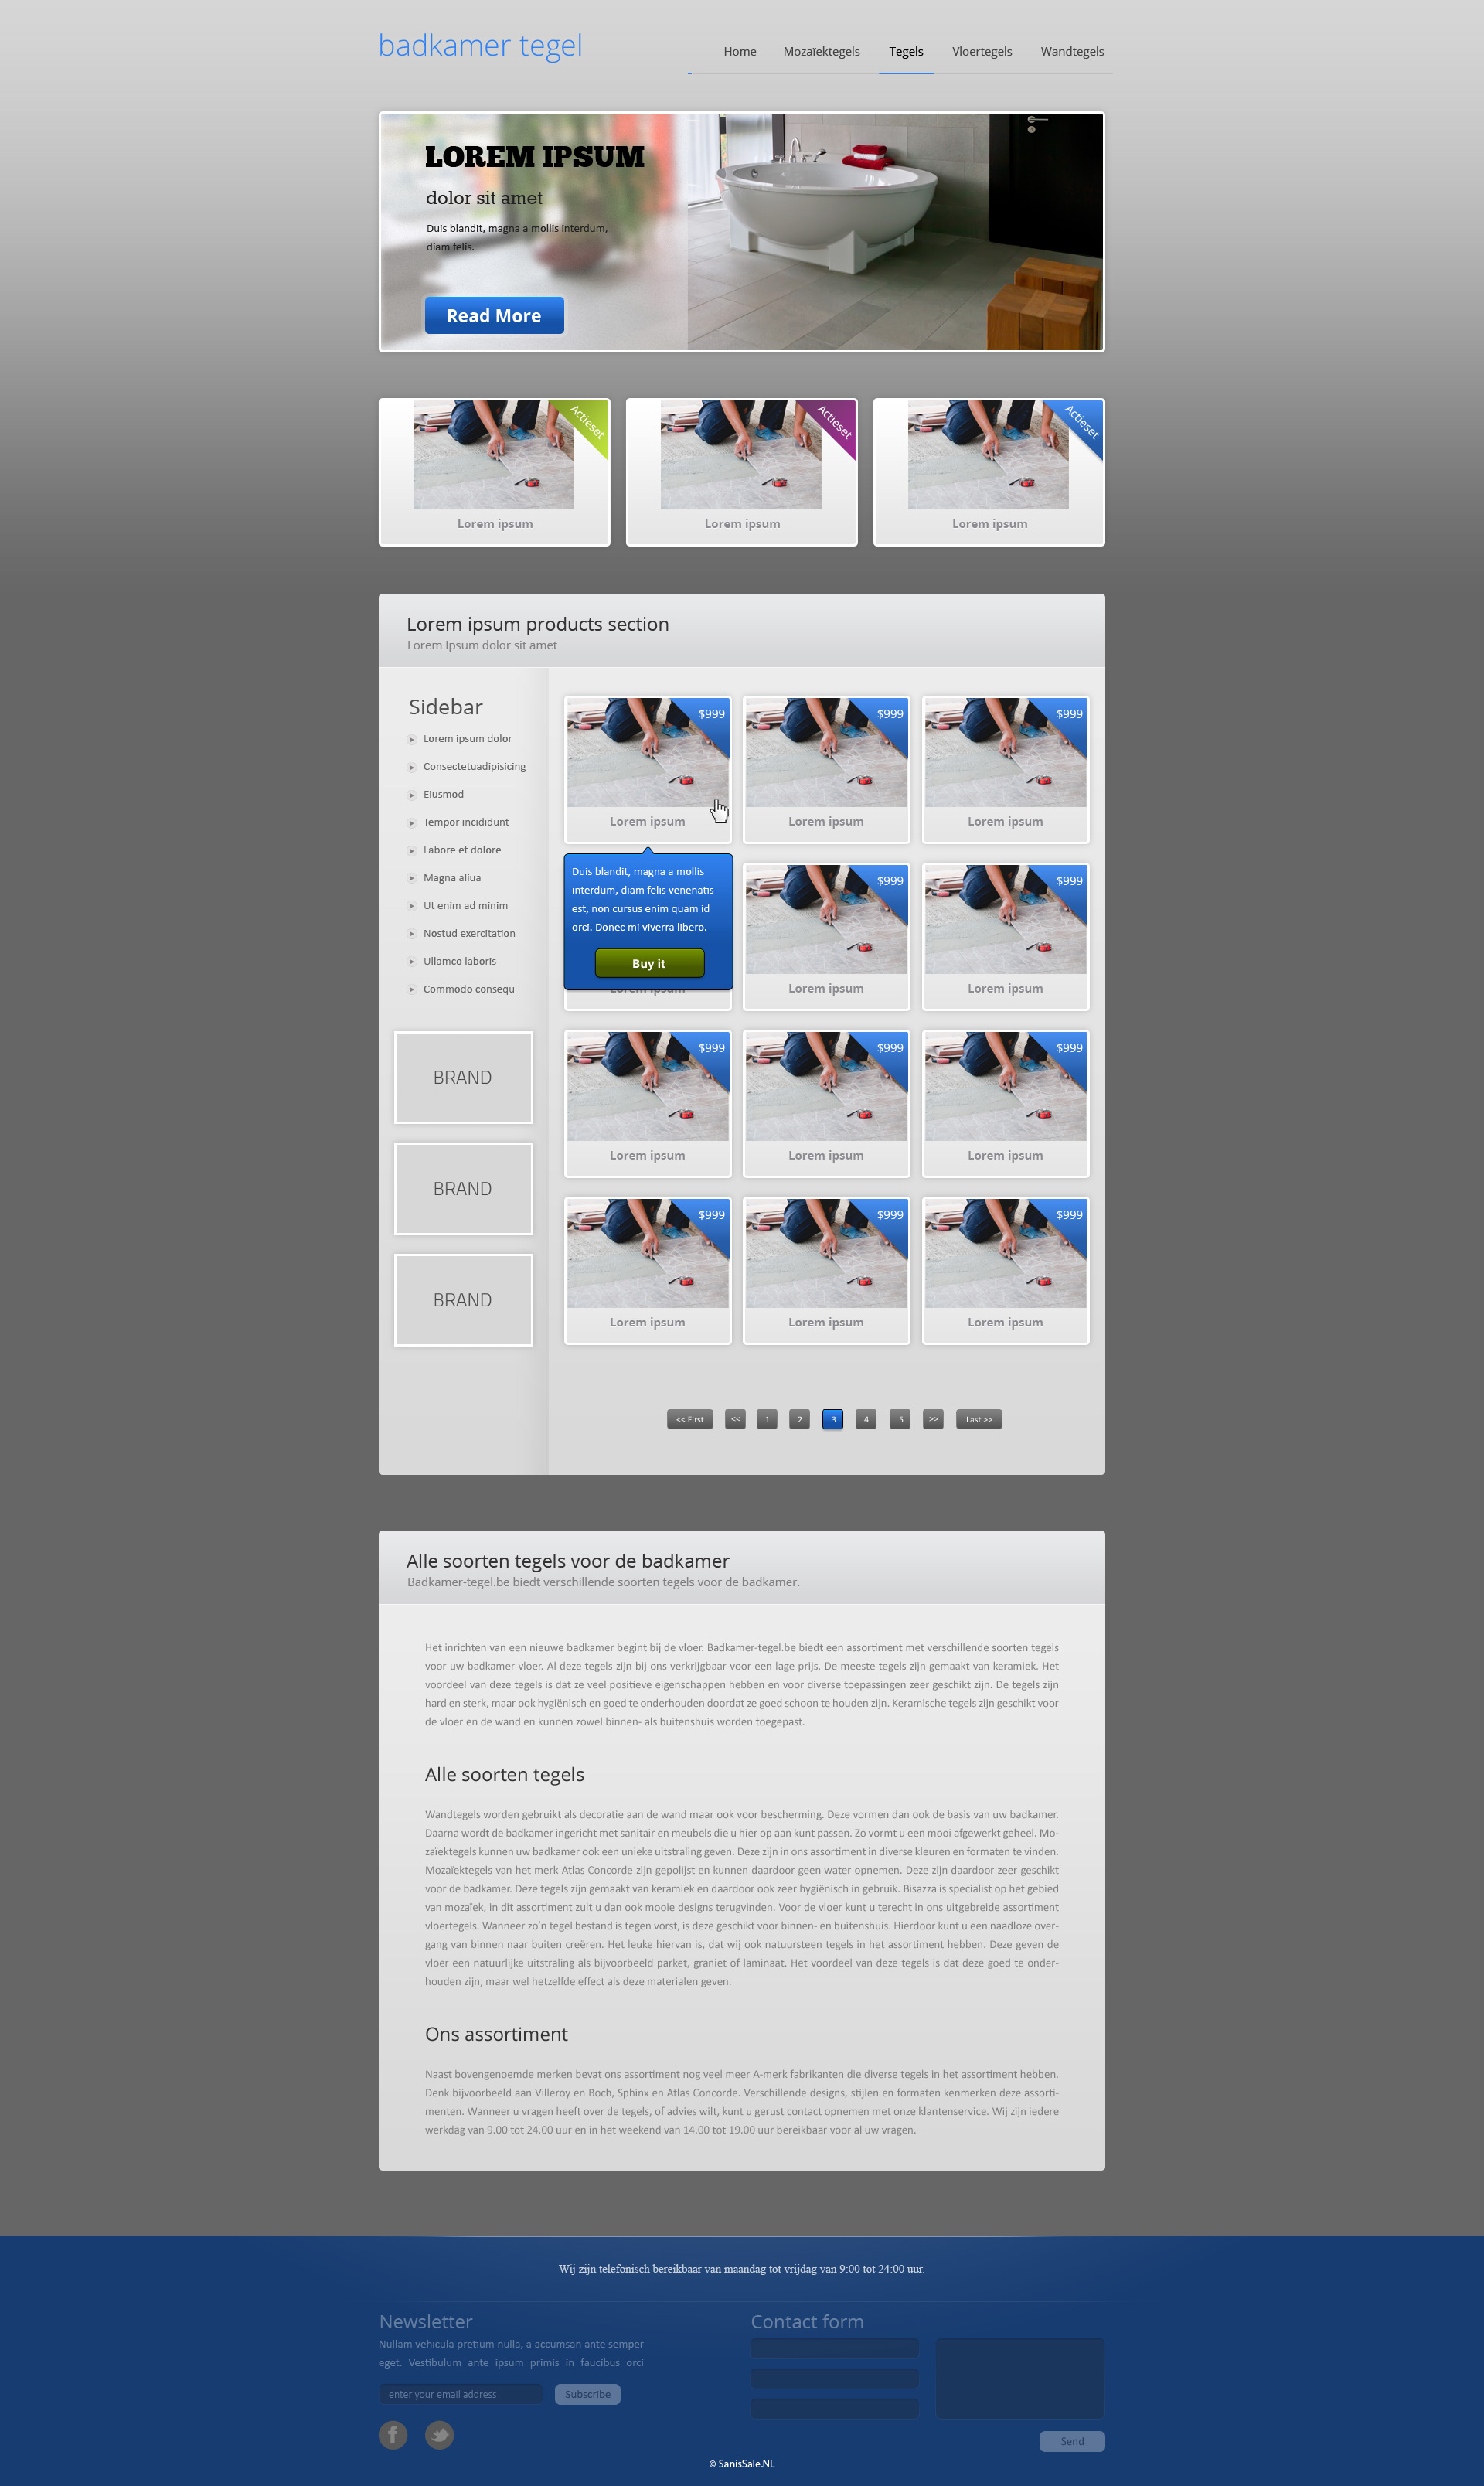 badkamer tegel
Home Mozaïektegels Tegels Vloertegels Wandtegels
LOREM IPSUM
dolor sit amet
Duis blandit, magna a mollis interdum,
diam felis.
Read More
Actieset Actieset Actieset
Lorem ipsum Lorem ipsum Lorem ipsum
Lorem ipsum products section
Lorem Ipsum dolor sit amet
Sidebar
Lorem ipsum dolor
Consectetuadipisicing
Eiusmod
Tempor incididunt
Labore et dolore
Magna aliua
Ut enim ad minim
Nostud exercitation
Ullamco laboris
Commodo consequ
BRAND
BRAND
BRAND
$999 $999 $999
Lorem ipsum Lorem ipsum Lorem ipsum
Duis blandit, magna a mollis
interdum, diam felis venenatis
est, non cursus enim quam id
orci. Donec mi viverra libero.
Buy it
$999 $999
Lorem ipsum Lorem ipsum Lorem ipsum
$999 $999 $999
Lorem ipsum Lorem ipsum Lorem ipsum
$999 $999 $999
Lorem ipsum Lorem ipsum Lorem ipsum
<< First << 1 2 3 4 5 >> Last >>
Alle soorten tegels voor de badkamer
Badkamer-tegel.be biedt verschillende soorten tegels voor de badkamer.
Het inrichten van een nieuwe badkamer begint bij de vloer. Badkamer-tegel.be biedt een assortiment met verschillende soorten tegels
voor uw badkamer vloer. Al deze tegels zijn bij ons verkrijgbaar voor een lage prijs. De meeste tegels zijn gemaakt van keramiek. Het
voordeel van deze tegels is dat ze veel positieve eigenschappen hebben en voor diverse toepassingen zeer geschikt zijn. De tegels zijn
hard en sterk, maar ook hygiënisch en goed te onderhouden doordat ze goed schoon te houden zijn. Keramische tegels zijn geschikt voor
de vloer en de wand en kunnen zowel binnen- als buitenshuis worden toegepast.
Alle soorten tegels
Wandtegels worden gebruikt als decoratie aan de wand maar ook voor bescherming. Deze vormen dan ook de basis van uw badkamer.
Daarna wordt de badkamer ingericht met sanitair en meubels die u hier op aan kunt passen. Zo vormt u een mooi afgewerkt geheel. Mo-
zaïektegels kunnen uw badkamer ook een unieke uitstraling geven. Deze zijn in ons assortiment in diverse kleuren en formaten te vinden.
Mozaïektegels van het merk Atlas Concorde zijn gepolijst en kunnen daardoor geen water opnemen. Deze zijn daardoor zeer geschikt
voor de badkamer. Deze tegels zijn gemaakt van keramiek en daardoor ook zeer hygiënisch in gebruik. Bisazza is specialist op het gebied
van mozaïek, in dit assortiment zult u dan ook mooie designs terugvinden. Voor de vloer kunt u terecht in ons uitgebreide assortiment
vloertegels. Wanneer zo’n tegel bestand is tegen vorst, is deze geschikt voor binnen- en buitenshuis. Hierdoor kunt u een naadloze over-
gang van binnen naar buiten creëren. Het leuke hiervan is, dat wij ook natuursteen tegels in het assortiment hebben. Deze geven de
vloer een natuurlijke uitstraling als bijvoorbeeld parket, graniet of laminaat. Het voordeel van deze tegels is dat deze goed te onder-
houden zijn, maar wel hetzelfde effect als deze materialen geven.
Ons assortiment
Naast bovengenoemde merken bevat ons assortiment nog veel meer A-merk fabrikanten die diverse tegels in het assortiment hebben.
Denk bijvoorbeeld aan Villeroy en Boch, Sphinx en Atlas Concorde. Verschillende designs, stijlen en formaten kenmerken deze assorti-
menten. Wanneer u vragen heeft over de tegels, of advies wilt, kunt u gerust contact opnemen met onze klantenservice. Wij zijn iedere
werkdag van 9.00 tot 24.00 uur en in het weekend van 14.00 tot 19.00 uur bereikbaar voor al uw vragen.
Wij zijn telefonisch bereikbaar van maandag tot vrijdag van 9:00 tot 24:00 uur.
Newsletter
Nullam vehicula pretium nulla, a accumsan ante semper
eget. Vestibulum ante ipsum primis in faucibus orci
enter your email address
Subscribe
Contact form
Send
© SanisSale.NL